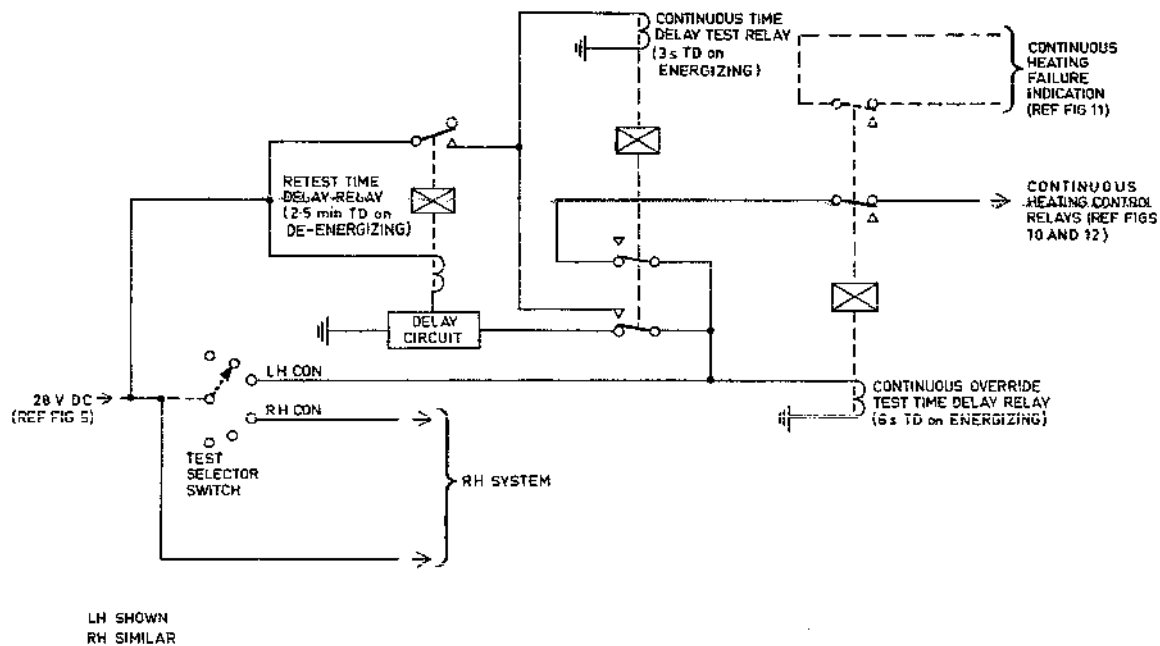 CONTINUOUS TIME
DELAY TEST RELAY
(3s TD on
ENERGIZING)
CONTINUOUS
HEATING
FAILURE
INDICATION
(REF FIG 11)
RETEST TIME
DELAY RELAY
(2·5 min TD on
DE-ENERGIZING)
CONTINUOUS
HEATING CONTROL
RELAYS (REF FIGS
10 AND 12)
DELAY
CIRCUIT
LH CON
28 V DC
(REF FIG 5)
RH CON
CONTINUOUS OVERRIDE
TEST TIME DELAY RELAY
(6s TD on ENERGIZING)
TEST
SELECTOR
SWITCH
RH SYSTEM
LH SHOWN
RH SIMILAR